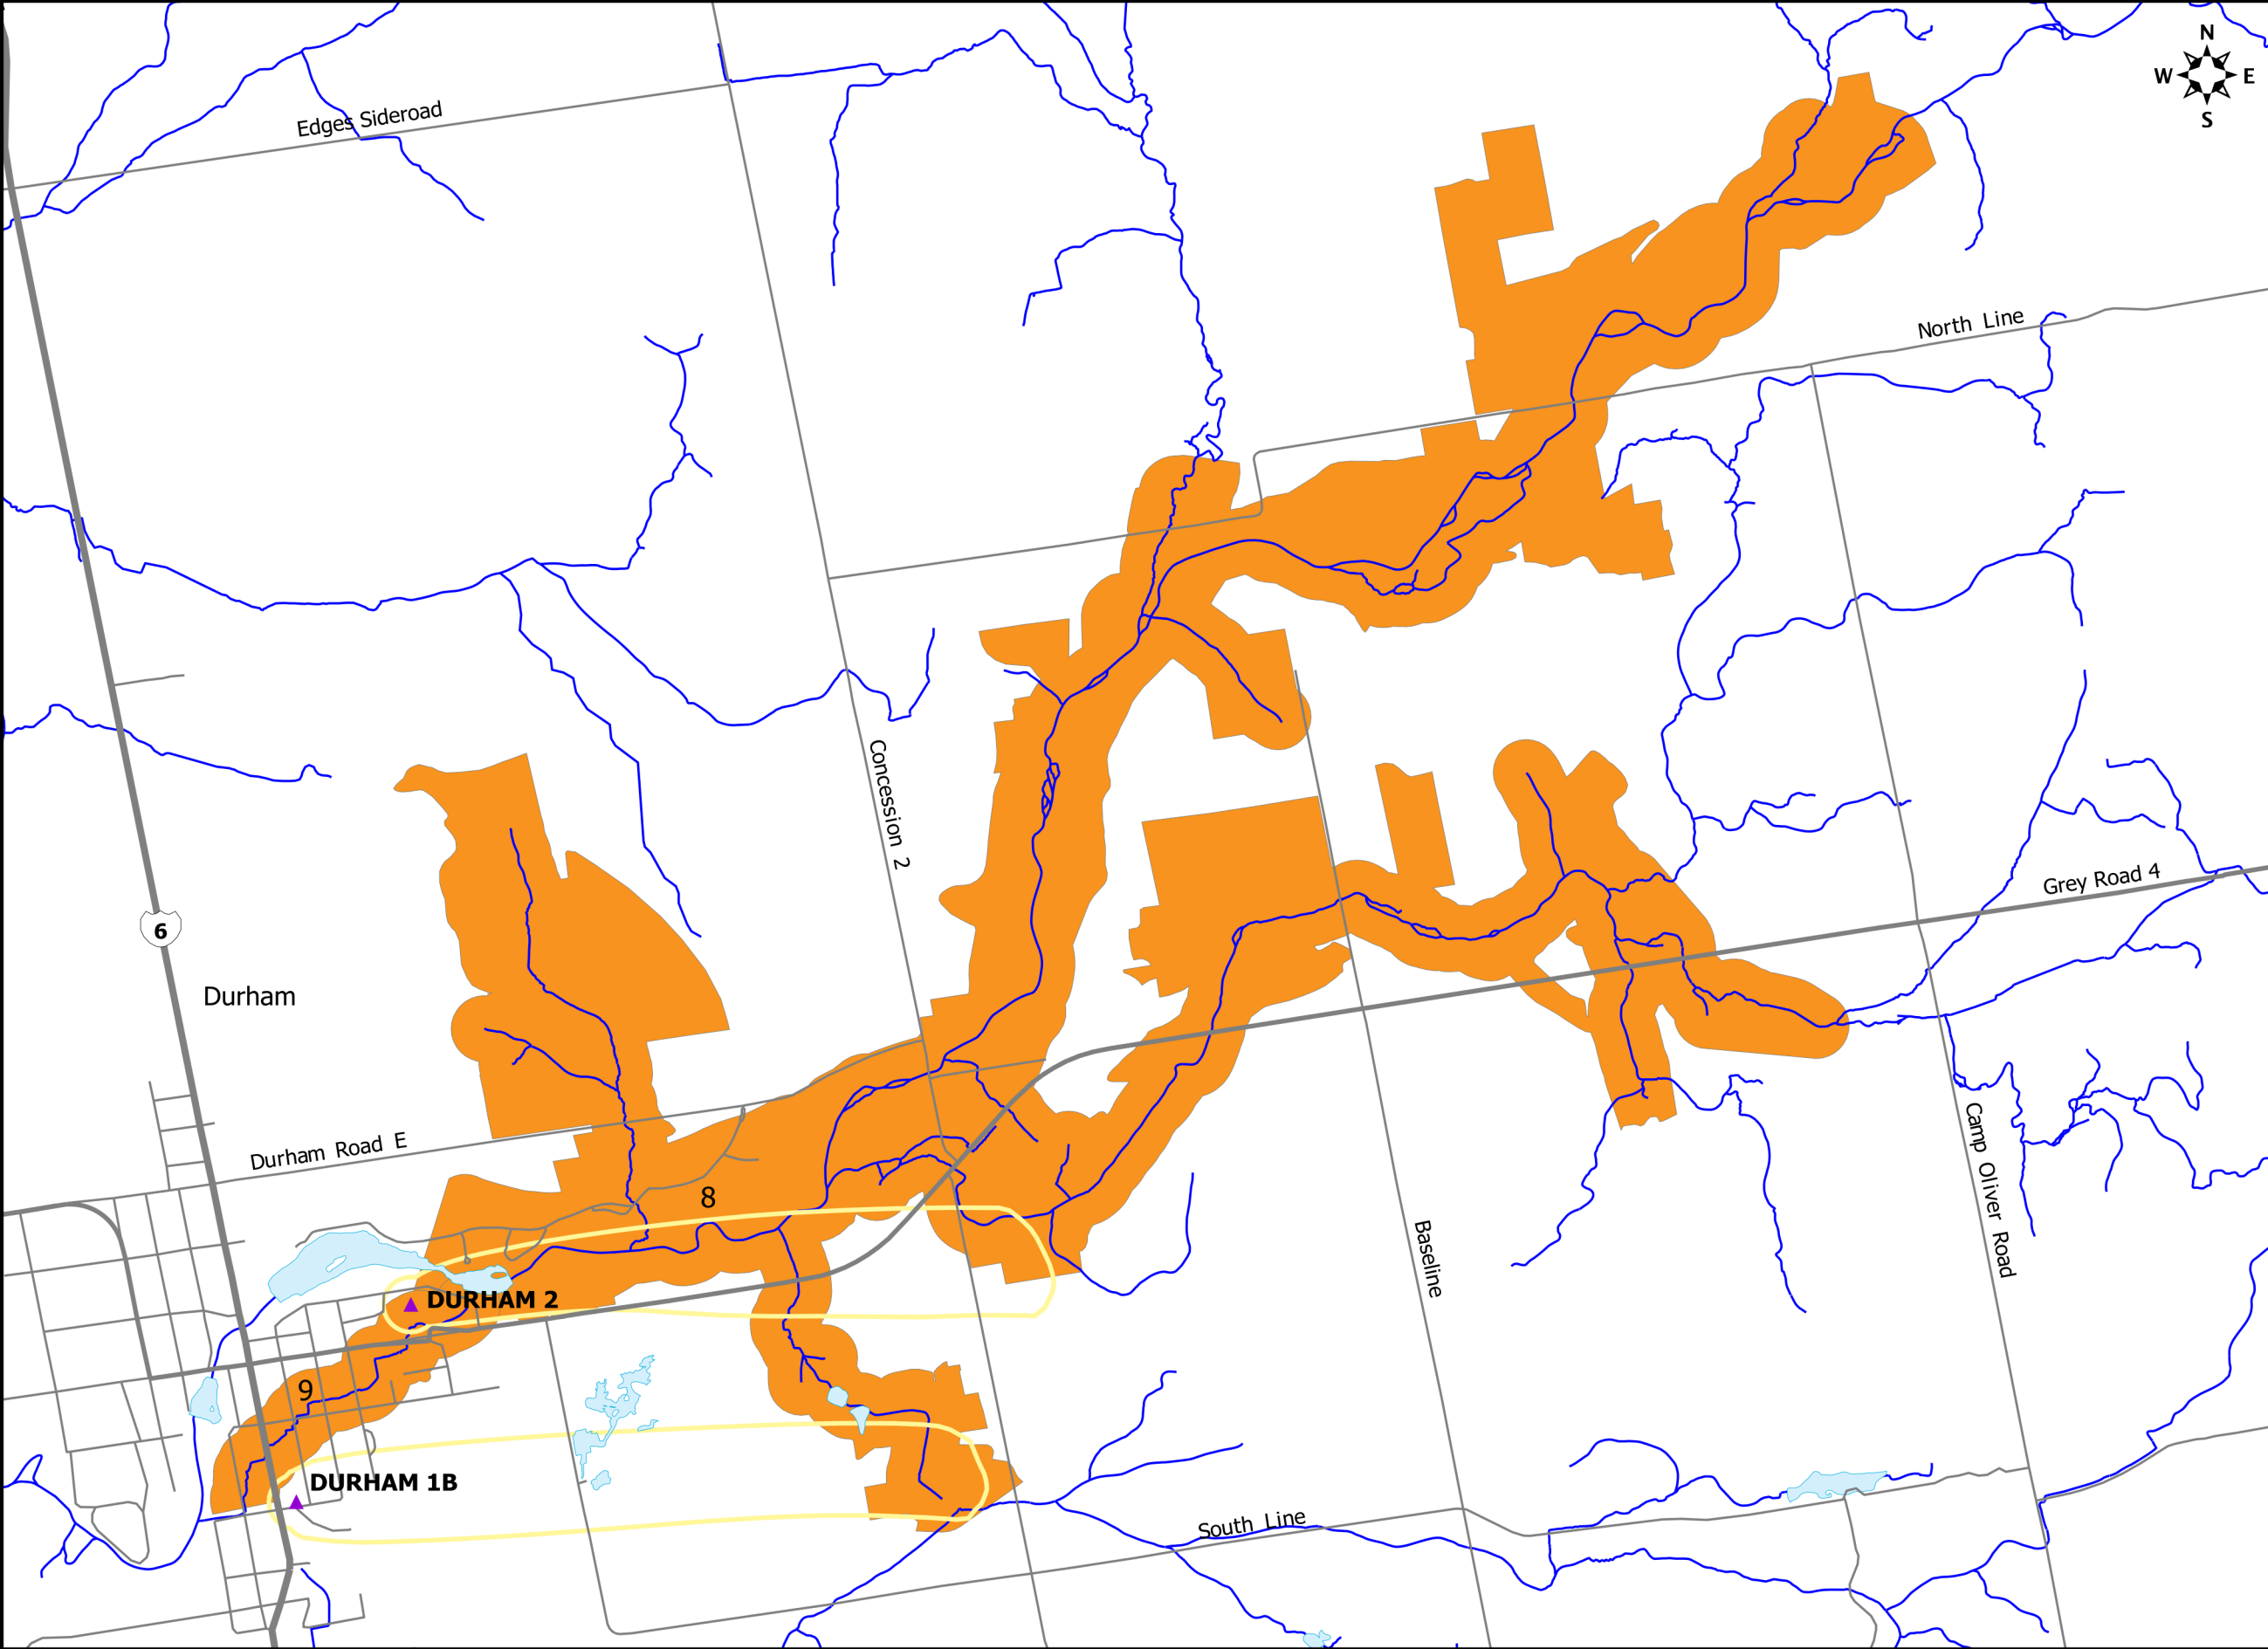 N
W E
S
Edges Sideroad
North Line
Concession 2
Grey Road 4
6
Durham
Durham Road E
8
Camp Oliver Road
Baseline
DURHAM 2
9
DURHAM 1B
South Line